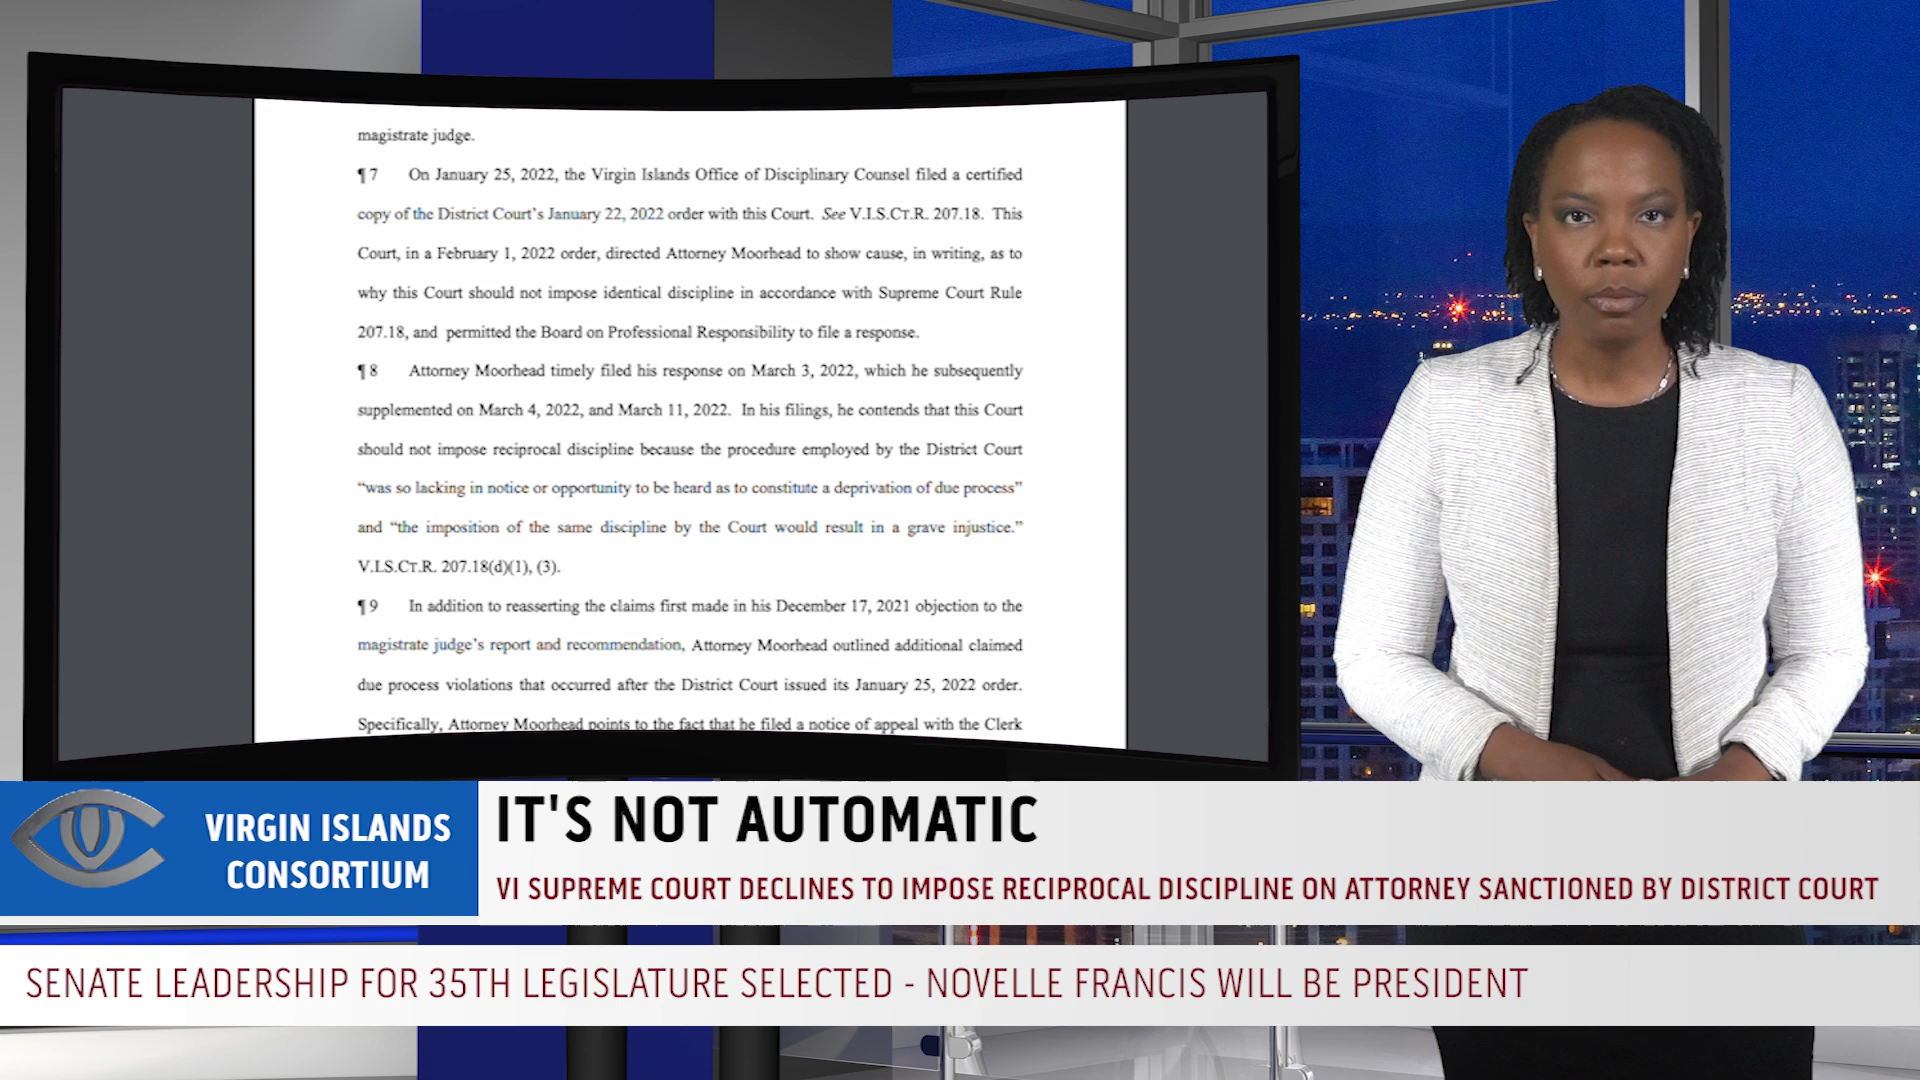 magistrate judge.
¶ 7 On January 25, 2022, the Virgin Islands Office of Disciplinary Counsel filed a certified
copy of the District Court's January 22, 2022 order with this Court. See V.I.S.CT.R. 207.18. This
Court, in a February 1, 2022 order, directed Attorney Moorhead to show cause, in writing, as to
why this Court should not impose identical discipline in accordance with Supreme Court Rule
207.18, and permitted the Board on Professional Responsibility to file a response.
¶ 8 Attorney Moorhead timely filed his response on March 3, 2022, which he subsequently
supplemented on March 4, 2022, and March 11, 2022. In his filings, he contends that this Court
should not impose reciprocal discipline because the procedure employed by the District Court
“was so lacking in notice or opportunity to be heard as to constitute a deprivation of due process”
and “the imposition of the same discipline by the Court would result in a grave injustice.”
V.I.S.CT.R. 207.18(d)(1), (3).
¶ 9 In addition to reasserting the claims first made in his December 17, 2021 objection to the
magistrate judge's report and recommendation, Attorney Moorhead outlined additional claimed
due process violations that occurred after the District Court issued its January 25, 2022 order.
Specifically, Attorney Moorhead points to the fact that he filed a notice of appeal with the Clerk
VIRGIN ISLANDS
CONSORTIUM
IT'S NOT AUTOMATIC
VI SUPREME COURT DECLINES TO IMPOSE RECIPROCAL DISCIPLINE ON ATTORNEY SANCTIONED BY DISTRICT COURT
SENATE LEADERSHIP FOR 35TH LEGISLATURE SELECTED - NOVELLE FRANCIS WILL BE PRESIDENT